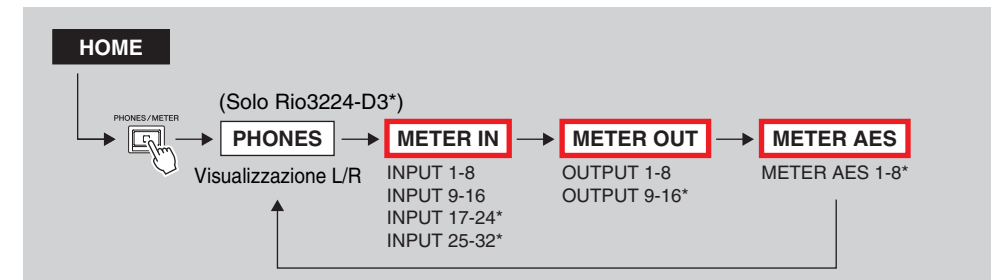 HOME
(Solo Rio3224-D3*)
PHONES/METER
PHONES
METER IN
METER OUT
METER AES
Visualizzazione L/R
INPUT 1-8
INPUT 9-16
INPUT 17-24*
INPUT 25-32*
OUTPUT 1-8
OUTPUT 9-16*
METER AES 1-8*